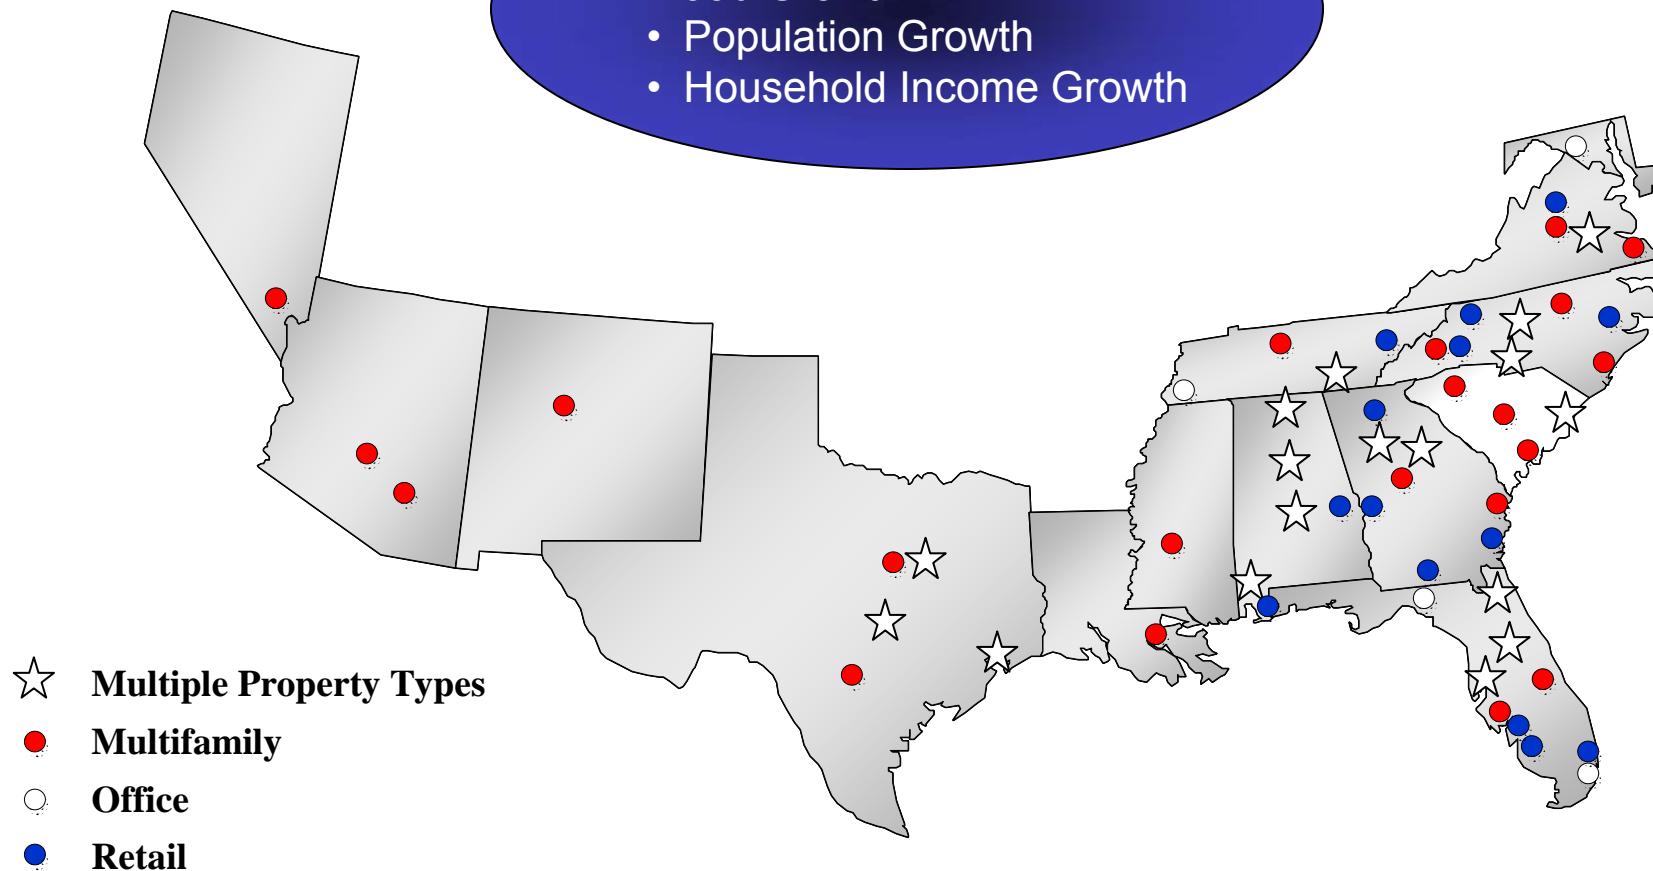 • Population Growth
• Household Income Growth
Multiple Property Types
Multifamily
Office
Retail